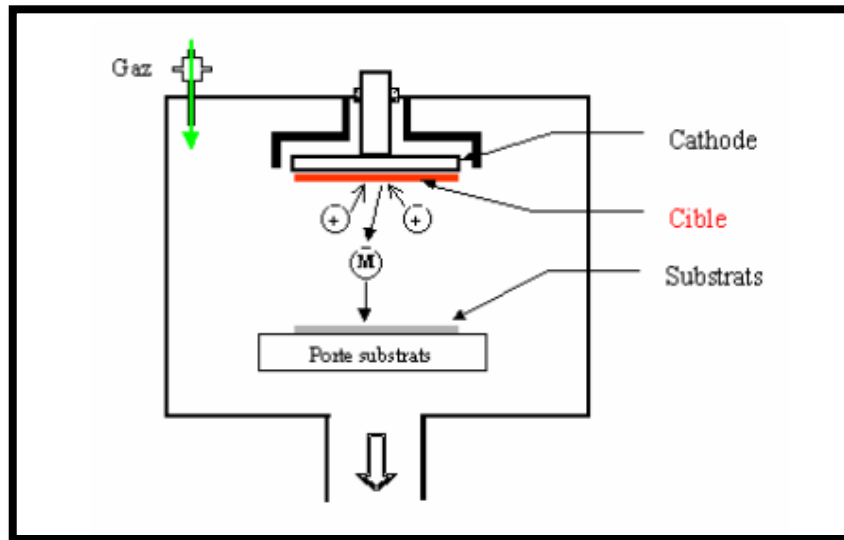 Gaz
Cathode
+
+
Cible
M
Substrats
Porte substrats